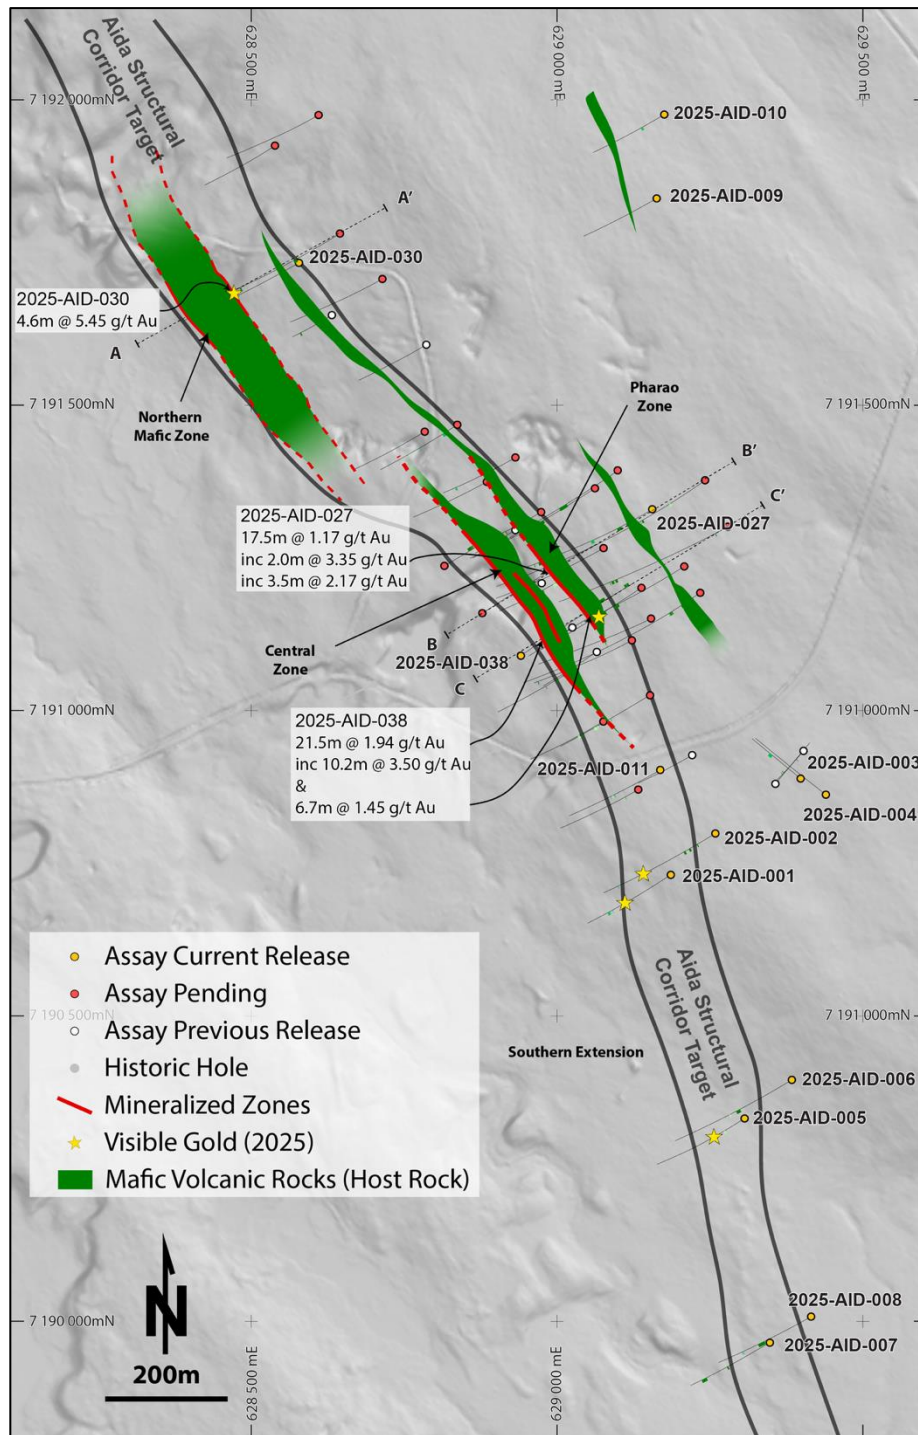 628 500 mE
629 000 mE
629 500 mE
Aida Structural
Corridor Target
7 192 000mN
2025-AID-010
2025-AID-009
A'
2025-AID-030
2025-AID-030
4.6m @ 5.45 g/t Au
A
Northern
Mafic Zone
Pharao
Zone
7 191 500mN
7 191 500mN
B'
C'
2025-AID-027
17.5m @ 1.17 g/t Au
inc 2.0m @ 3.35 g/t Au
inc 3.5m @ 2.17 g/t Au
2025-AID-027
Central
Zone
B
2025-AID-038
C
7 191 000mN
7 191 000mN
2025-AID-038
21.5m @ 1.94 g/t Au
inc 10.2m @ 3.50 g/t Au
&
6.7m @ 1.45 g/t Au
2025-AID-011
2025-AID-003
2025-AID-004
2025-AID-002
2025-AID-001
Assay Current Release
Assay Pending
Assay Previous Release
Historic Hole
Mineralized Zones
Visible Gold (2025)
Mafic Volcanic Rocks (Host Rock)
Aida Structural
Corridor Target
7 190 500mN
7 191 000mN
Southern Extension
2025-AID-006
2025-AID-005
N
200m
7 190 000mN
7 191 000mN
2025-AID-008
2025-AID-007
628 500 mE
629 000 mE
629 500 mE